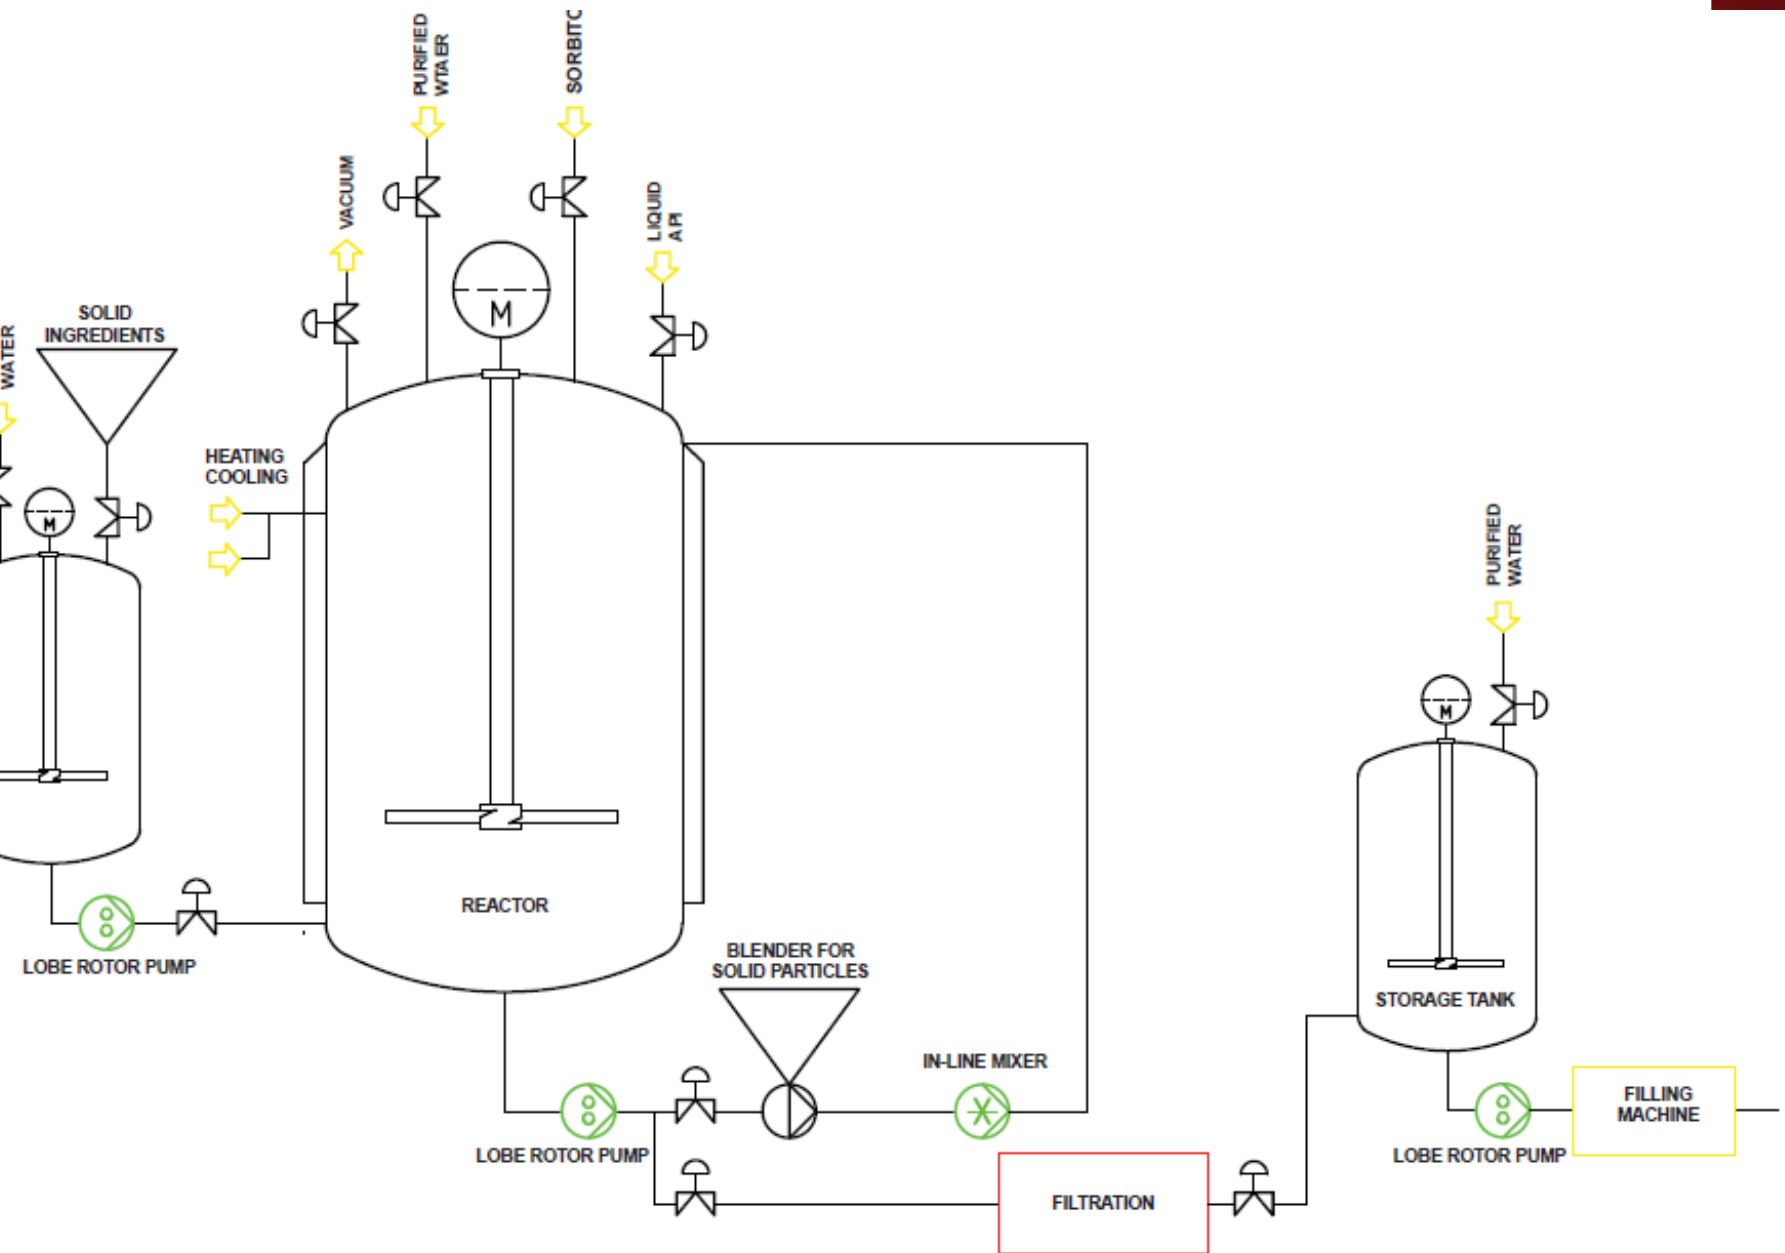 PURIFIED
WTAER
SORBITO
VACUUM
LIQUID
API
WATER
SOLID
INGREDIENTS
M
HEATING
COOLING
M
PURIFIED
WATER
M
REACTOR
LOBE ROTOR PUMP
BLENDER FOR
SOLID PARTICLES
STORAGE TANK
IN-LINE MIXER
FILLING
MACHINE
LOBE ROTOR PUMP
LOBE ROTOR PUMP
FILTRATION